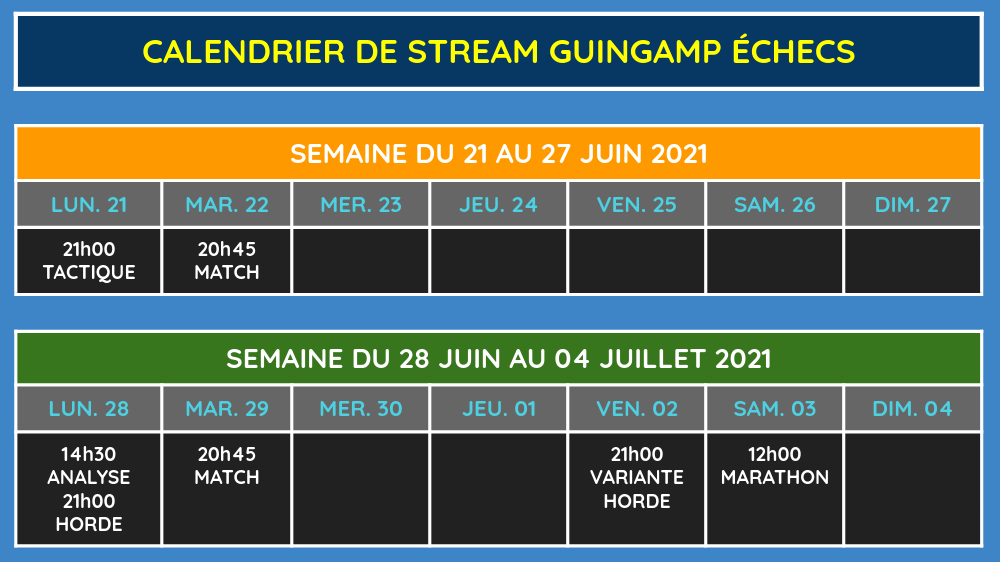 CALENDRIER DE STREAM GUINGAMP ÉCHECS
SEMAINE DU 21 AU 27 JUIN 2021
LUN. 21 MAR. 22 MER. 23 JEU. 24 VEN. 25 SAM. 26 DIM. 27
21h00 20h45
TACTIQUE MATCH
SEMAINE DU 28 JUIN AU 04 JUILLET 2021
LUN. 28 MAR. 29 MER. 30 JEU. 01 VEN. 02 SAM. 03 DIM. 04
14h30 20h45 21h00 12h00
ANALYSE MATCH VARIANTE MARATHON
21h00 HORDE
HORDE